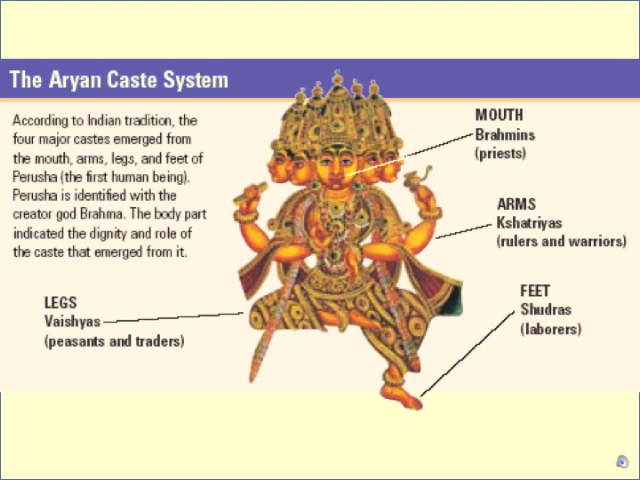 The Aryan Caste System
According to Indian tradition, the
four major castes emerged from
the mouth, arms, legs, and feet of
Perusha (the first human being).
Perusha is identified with the
creator god Brahma. The body part
indicated the dignity and role of
the caste that emerged from it.
MOUTH
Brahmins
(priests)
ARMS
Kshatriyas
(rulers and warriors)
LEGS
Vaishyas
(peasants and traders)
FEET
Shudras
(laborers)